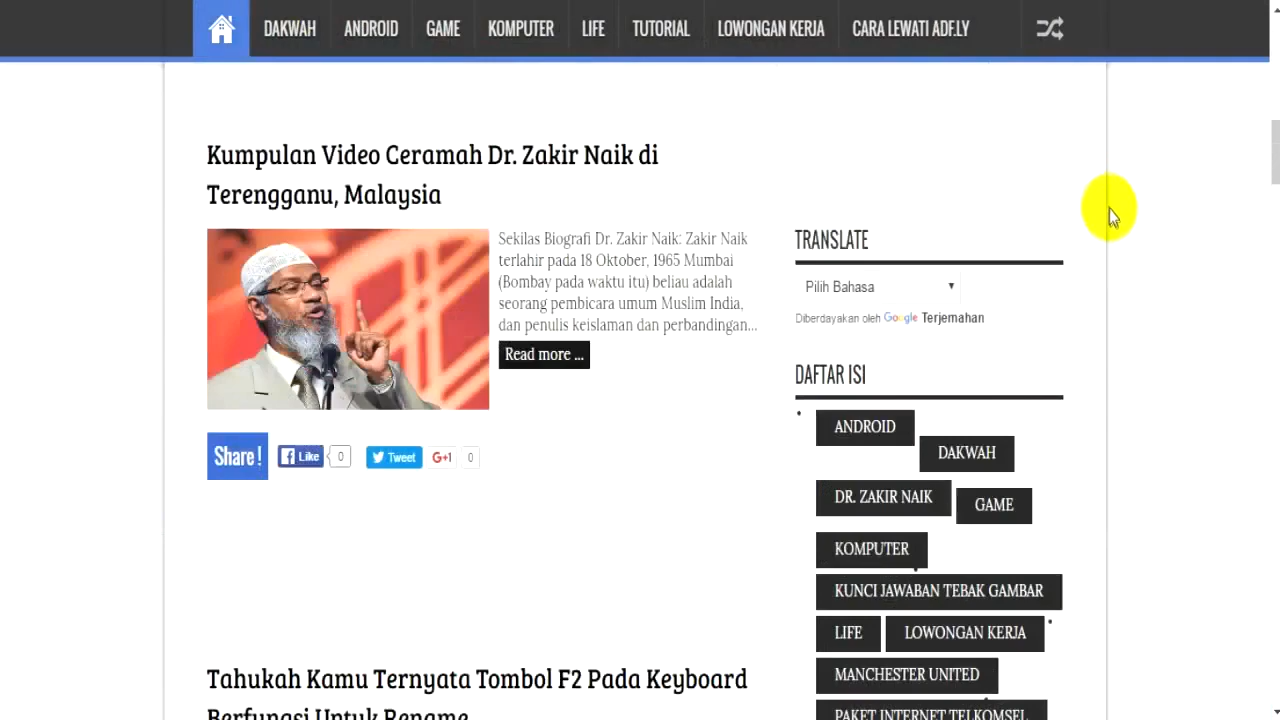 DAKWAH ANDROID GAME KOMPUTER LIFE TUTORIAL LOWONGAN KERJA CARA LEWATI ADF.LY
Kumpulan Video Ceramah Dr. Zakir Naik di
Terengganu, Malaysia
Sekilas Biografi Dr. Zakir Naik: Zakir Naik
terlahir pada 18 Oktober, 1965 Mumbai
(Bombay pada waktu itu) beliau adalah
seorang pembicara umum Muslim India,
dan penulis keislaman dan perbandingan...
Read more ...
Share !
Like 0
Tweet
G+1 0
Tahukah Kamu Ternyata Tombol F2 Pada Keyboard
Berfungsi Untuk Rename
TRANSLATE
Pilih Bahasa
Diberdayakan oleh Google Terjemahan
DAFTAR ISI
ANDROID
DAKWAH
DR. ZAKIR NAIK
GAME
KOMPUTER
KUNCI JAWABAN TEBAK GAMBAR
LIFE
LOWONGAN KERJA
MANCHESTER UNITED
PAKET INTERNET TELKOMSEL